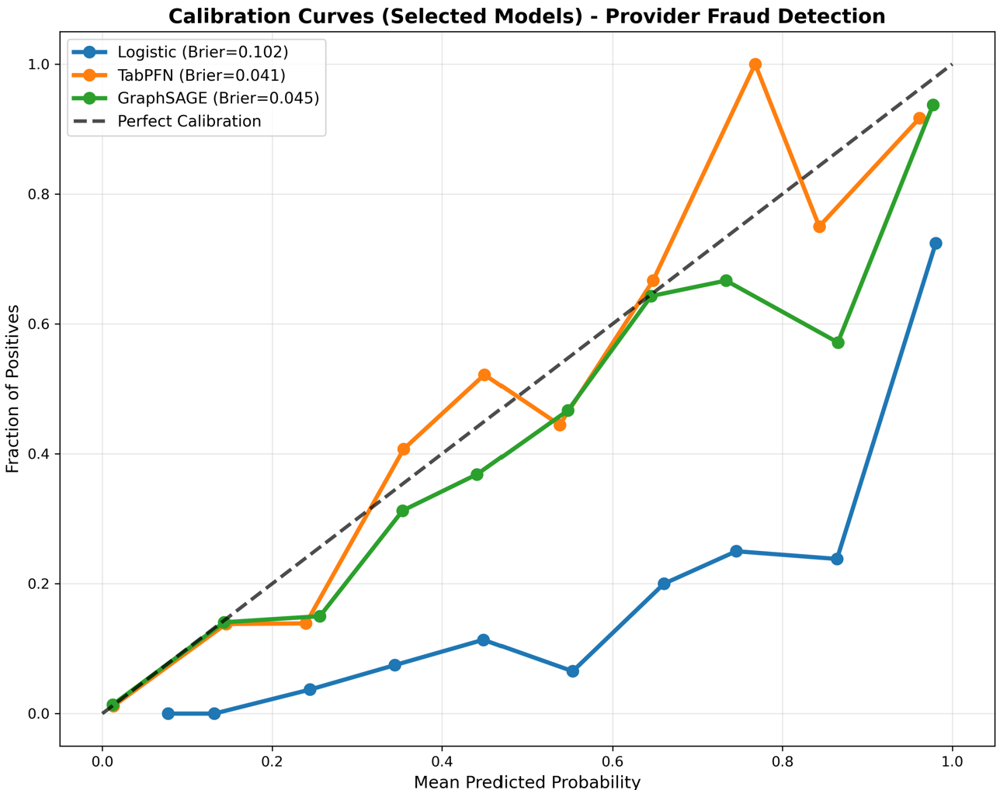 Calibration Curves (Selected Models) - Provider Fraud Detection
Logistic (Brier=0.102)
TabPFN (Brier=0.041)
GraphSAGE (Brier=0.045)
Perfect Calibration
1.0
0.8
0.6
0.4
0.2
0.0
Fraction of Positives
0.0 0.2 0.4 0.6 0.8 1.0
Mean Predicted Probability